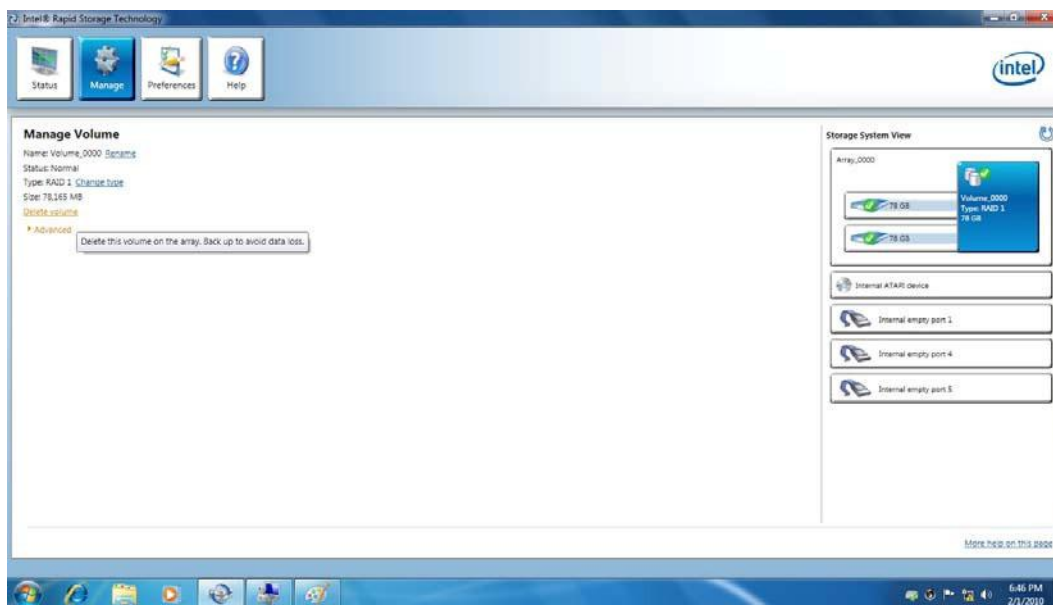 Intel® Rapid Storage Technology
Status
Manage
Preferences
Help
intel
Manage Volume
Name: Volume_0000 Rename
Status: Normal
Type: RAID 1 Change type
Size: 78,165 MB
Delete volume
Advanced
Delete this volume on the array. Back up to avoid data loss.
Storage System View
Array_0000
78 GB
78 GB
Volume_0000
Type: RAID 1
78 GB
Internal ATAPI device
Internal empty port 1
Internal empty port 4
Internal empty port 5
More help on this page
6:46 PM
2/1/2010